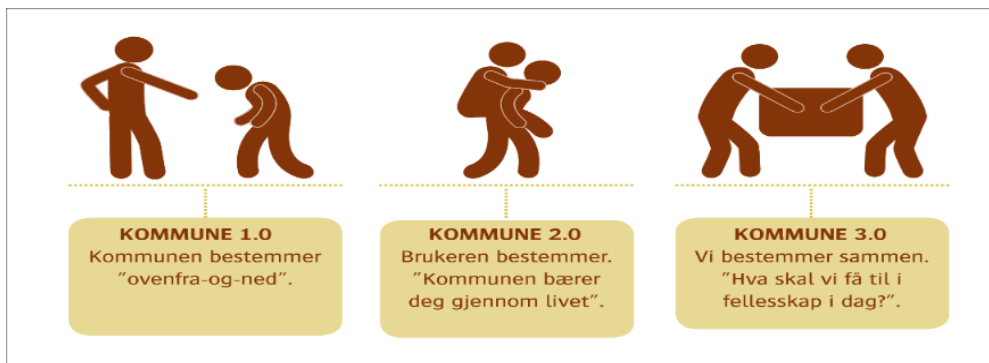 KOMMUNE 1.0
Kommunen bestemmer
"ovenfra-og-ned".
KOMMUNE 2.0
Brukeren bestemmer.
"Kommunen bærer
deg gjennom livet".
KOMMUNE 3.0
Vi bestemmer sammen.
"Hva skal vi få til i
fellesskap i dag?".